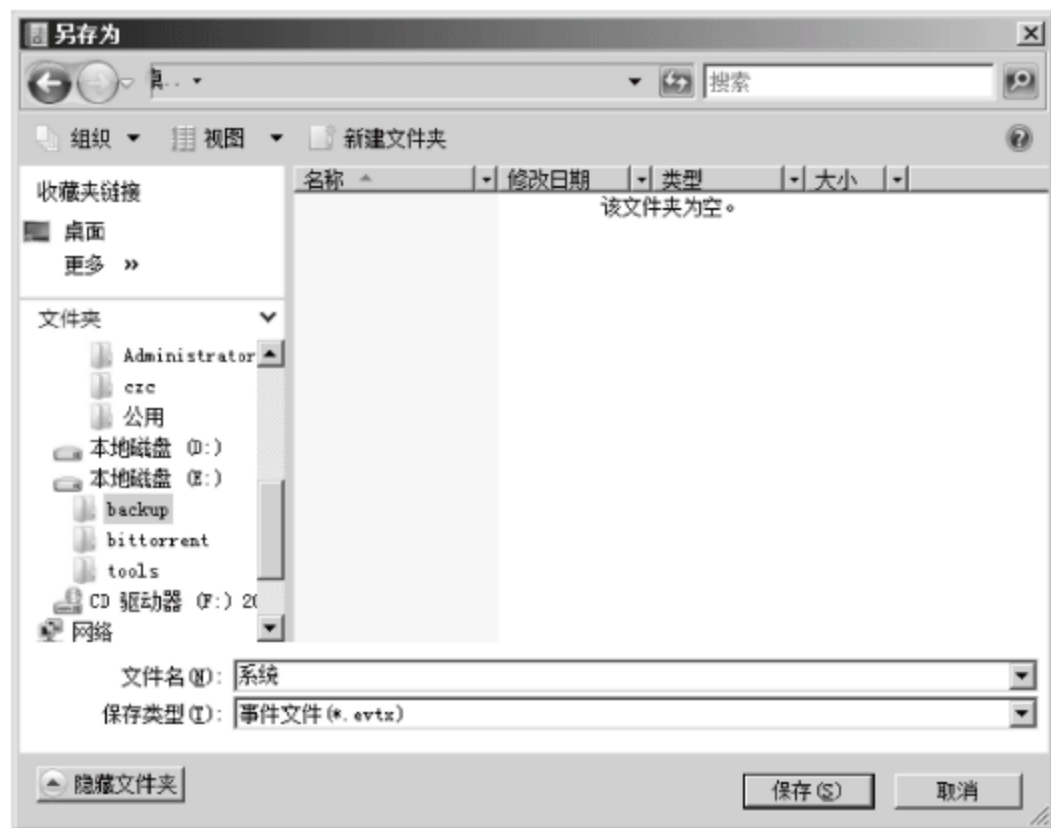 另存为
桌.. 搜索
组织 视图 新建文件夹
收藏夹链接
桌面
更多 »
名称 修改日期 类型 大小
该文件夹为空。
文件夹
Administrator
czc
公用
本地磁盘 (D:)
本地磁盘 (E:)
backup
bittorrent
tools
CD 驱动器 (F:) 20
网络
文件名(N): 系统
保存类型(T): 事件文件(*.evtx)
隐藏文件夹 保存(S) 取消